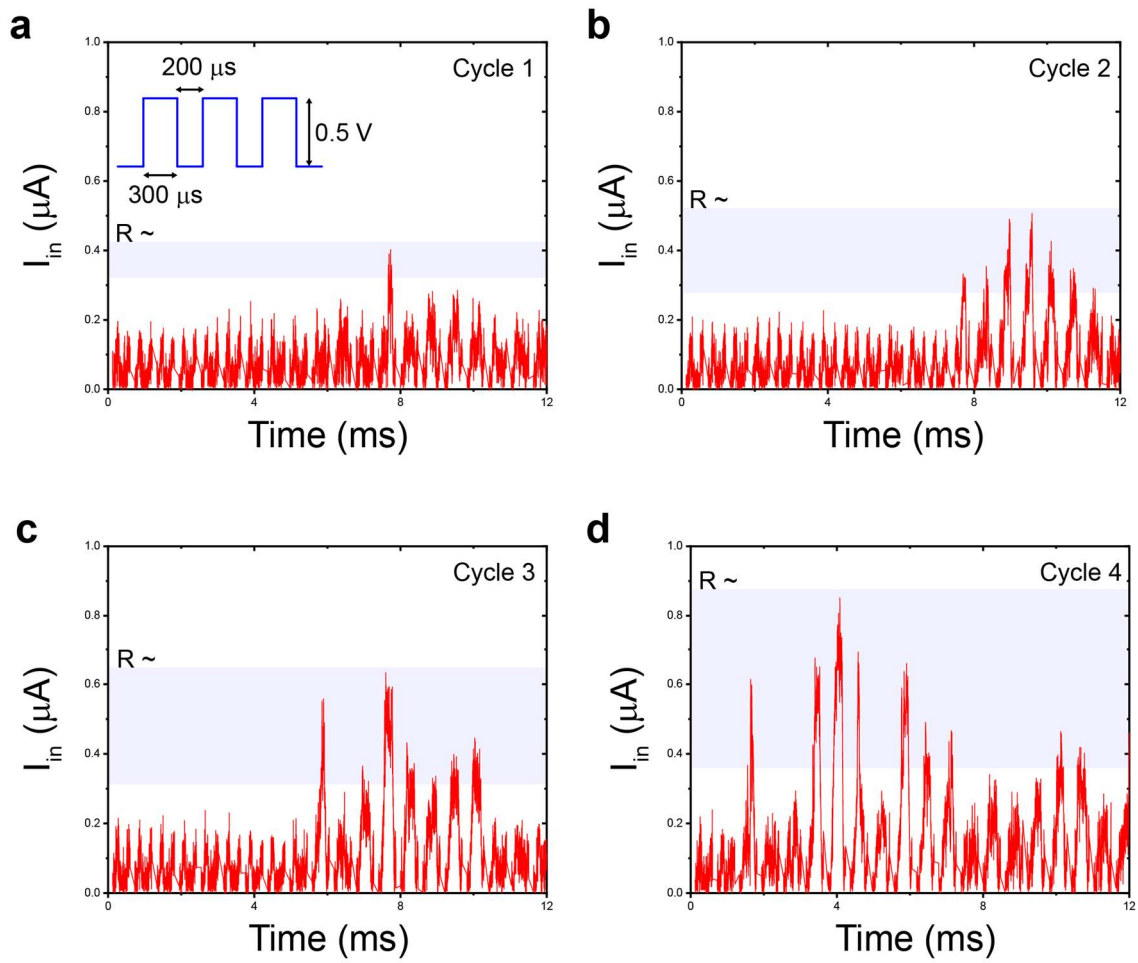 a
1.0
0.8
0.6
0.4
0.2
0.0
0
4
8
12
I_in (μA)
Time (ms)
Cycle 1
200 μs
0.5 V
300 μs
R ~
b
1.0
0.8
0.6
0.4
0.2
0.0
0
4
8
12
I_in (μA)
Time (ms)
Cycle 2
R ~
c
1.0
0.8
0.6
0.4
0.2
0.0
0
4
8
12
I_in (μA)
Time (ms)
Cycle 3
R ~
d
1.0
0.8
0.6
0.4
0.2
0.0
0
4
8
12
I_in (μA)
Time (ms)
Cycle 4
R ~